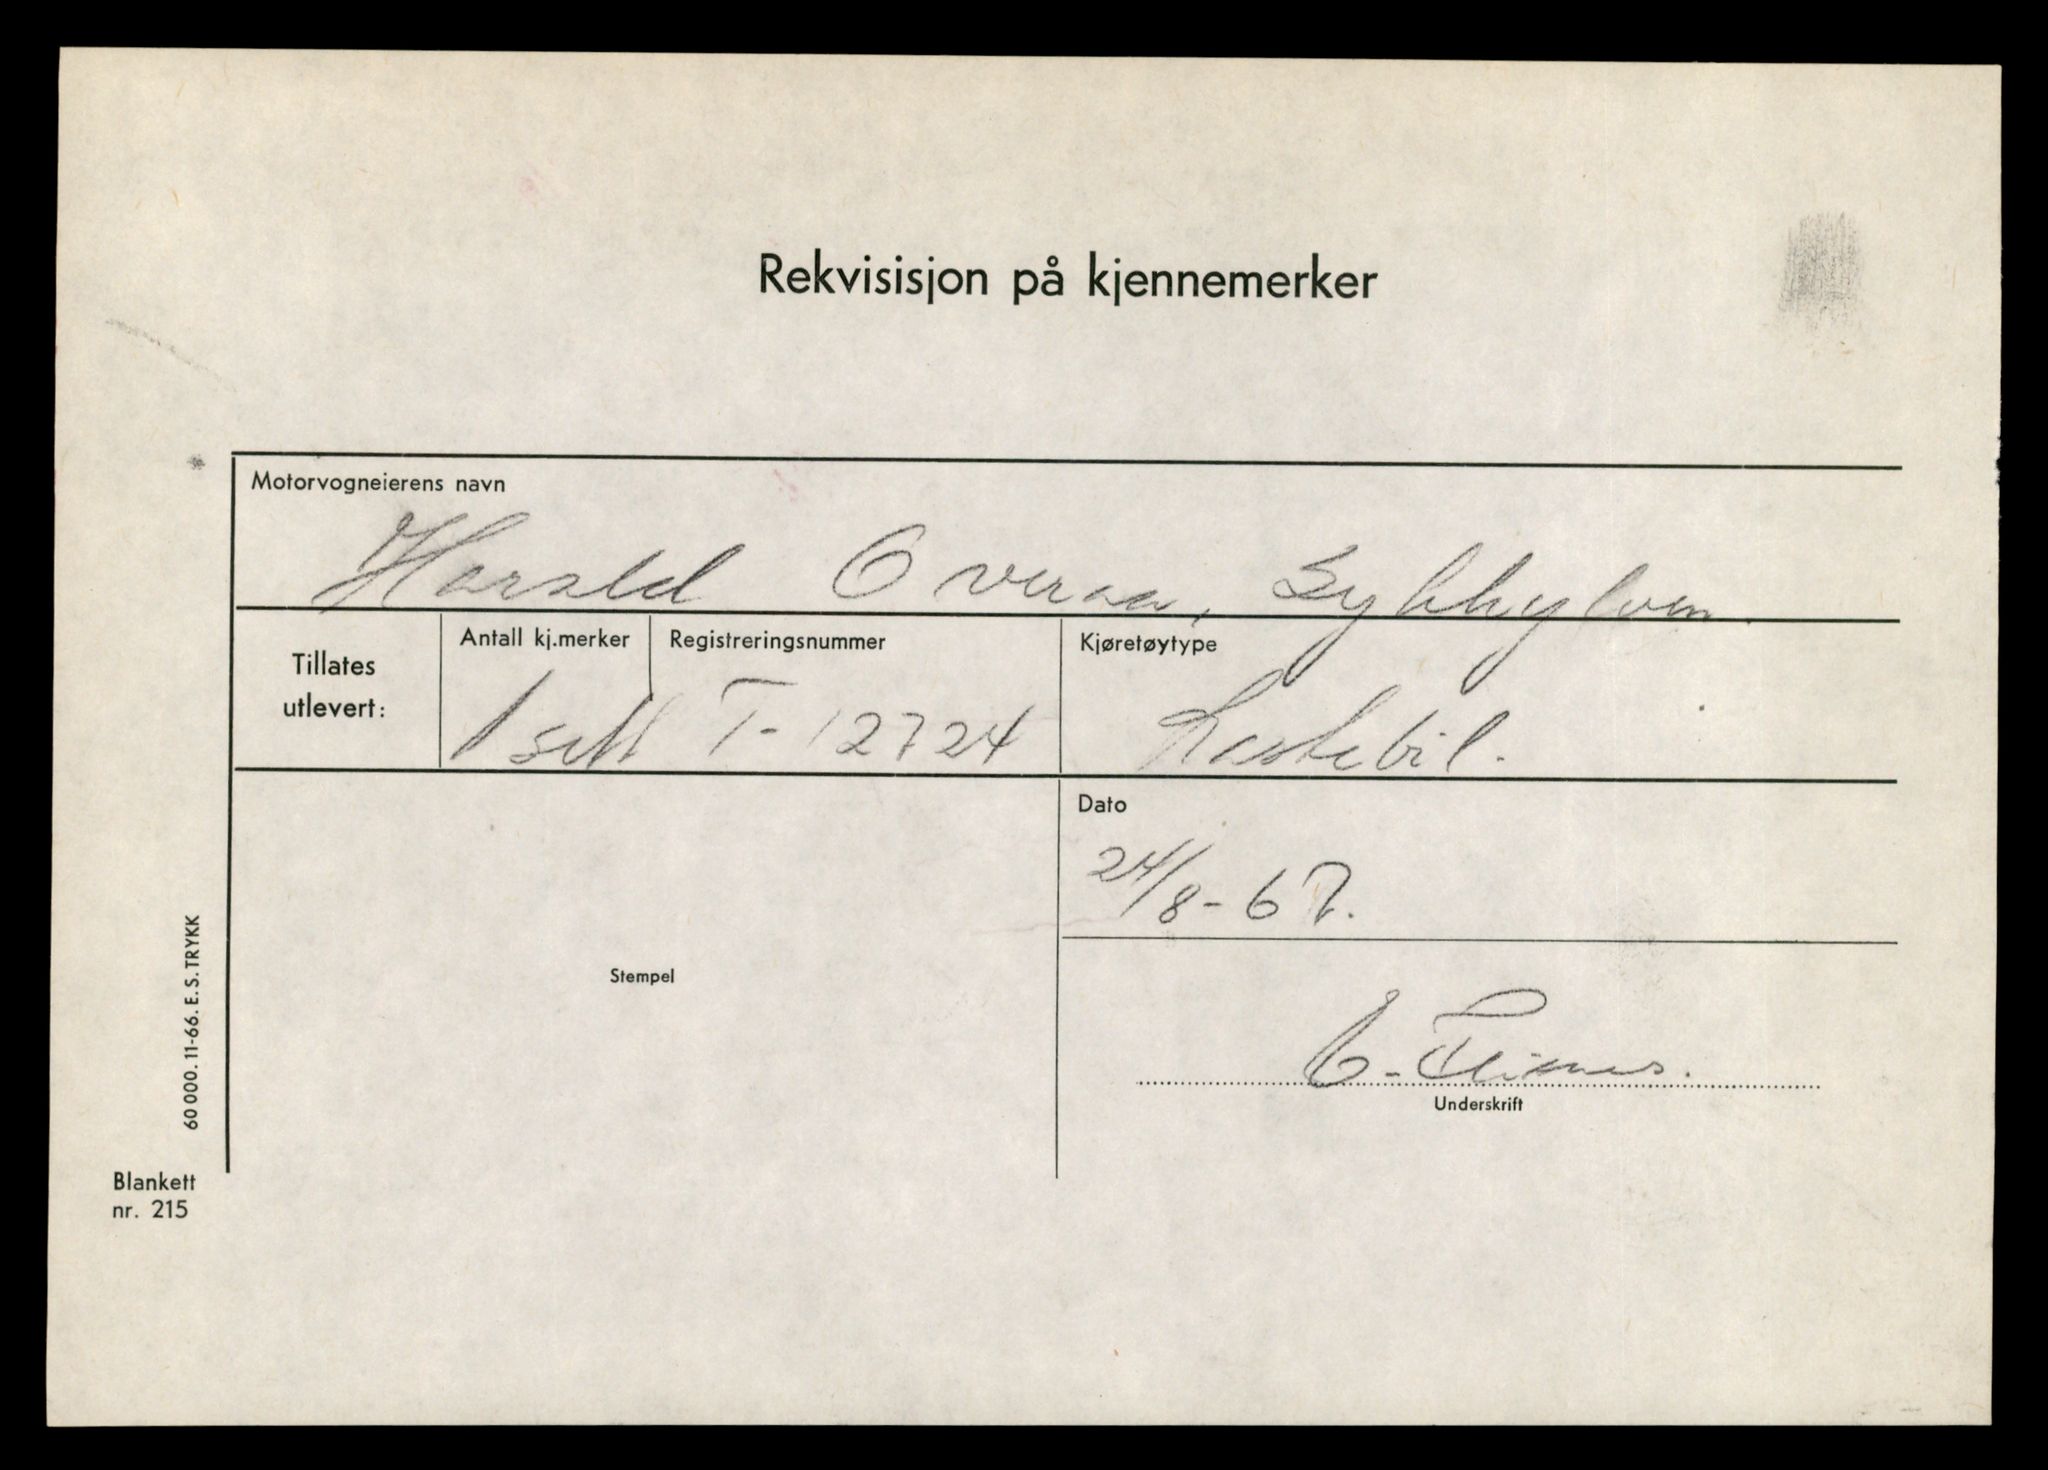 Rekvisisjon på kjennemerker
Motorvogneierens navn
Harald Overaa, Sykkylven
Tillates utlevert:
Antall kj.merker
1 sett
Registreringsnummer
T-12724
Kjøretøytype
Kastebil.
Dato
24/8-67.
Stempel
Underskrift
60 000. 11-66. E. S. TRYKK
Blankett
nr. 215